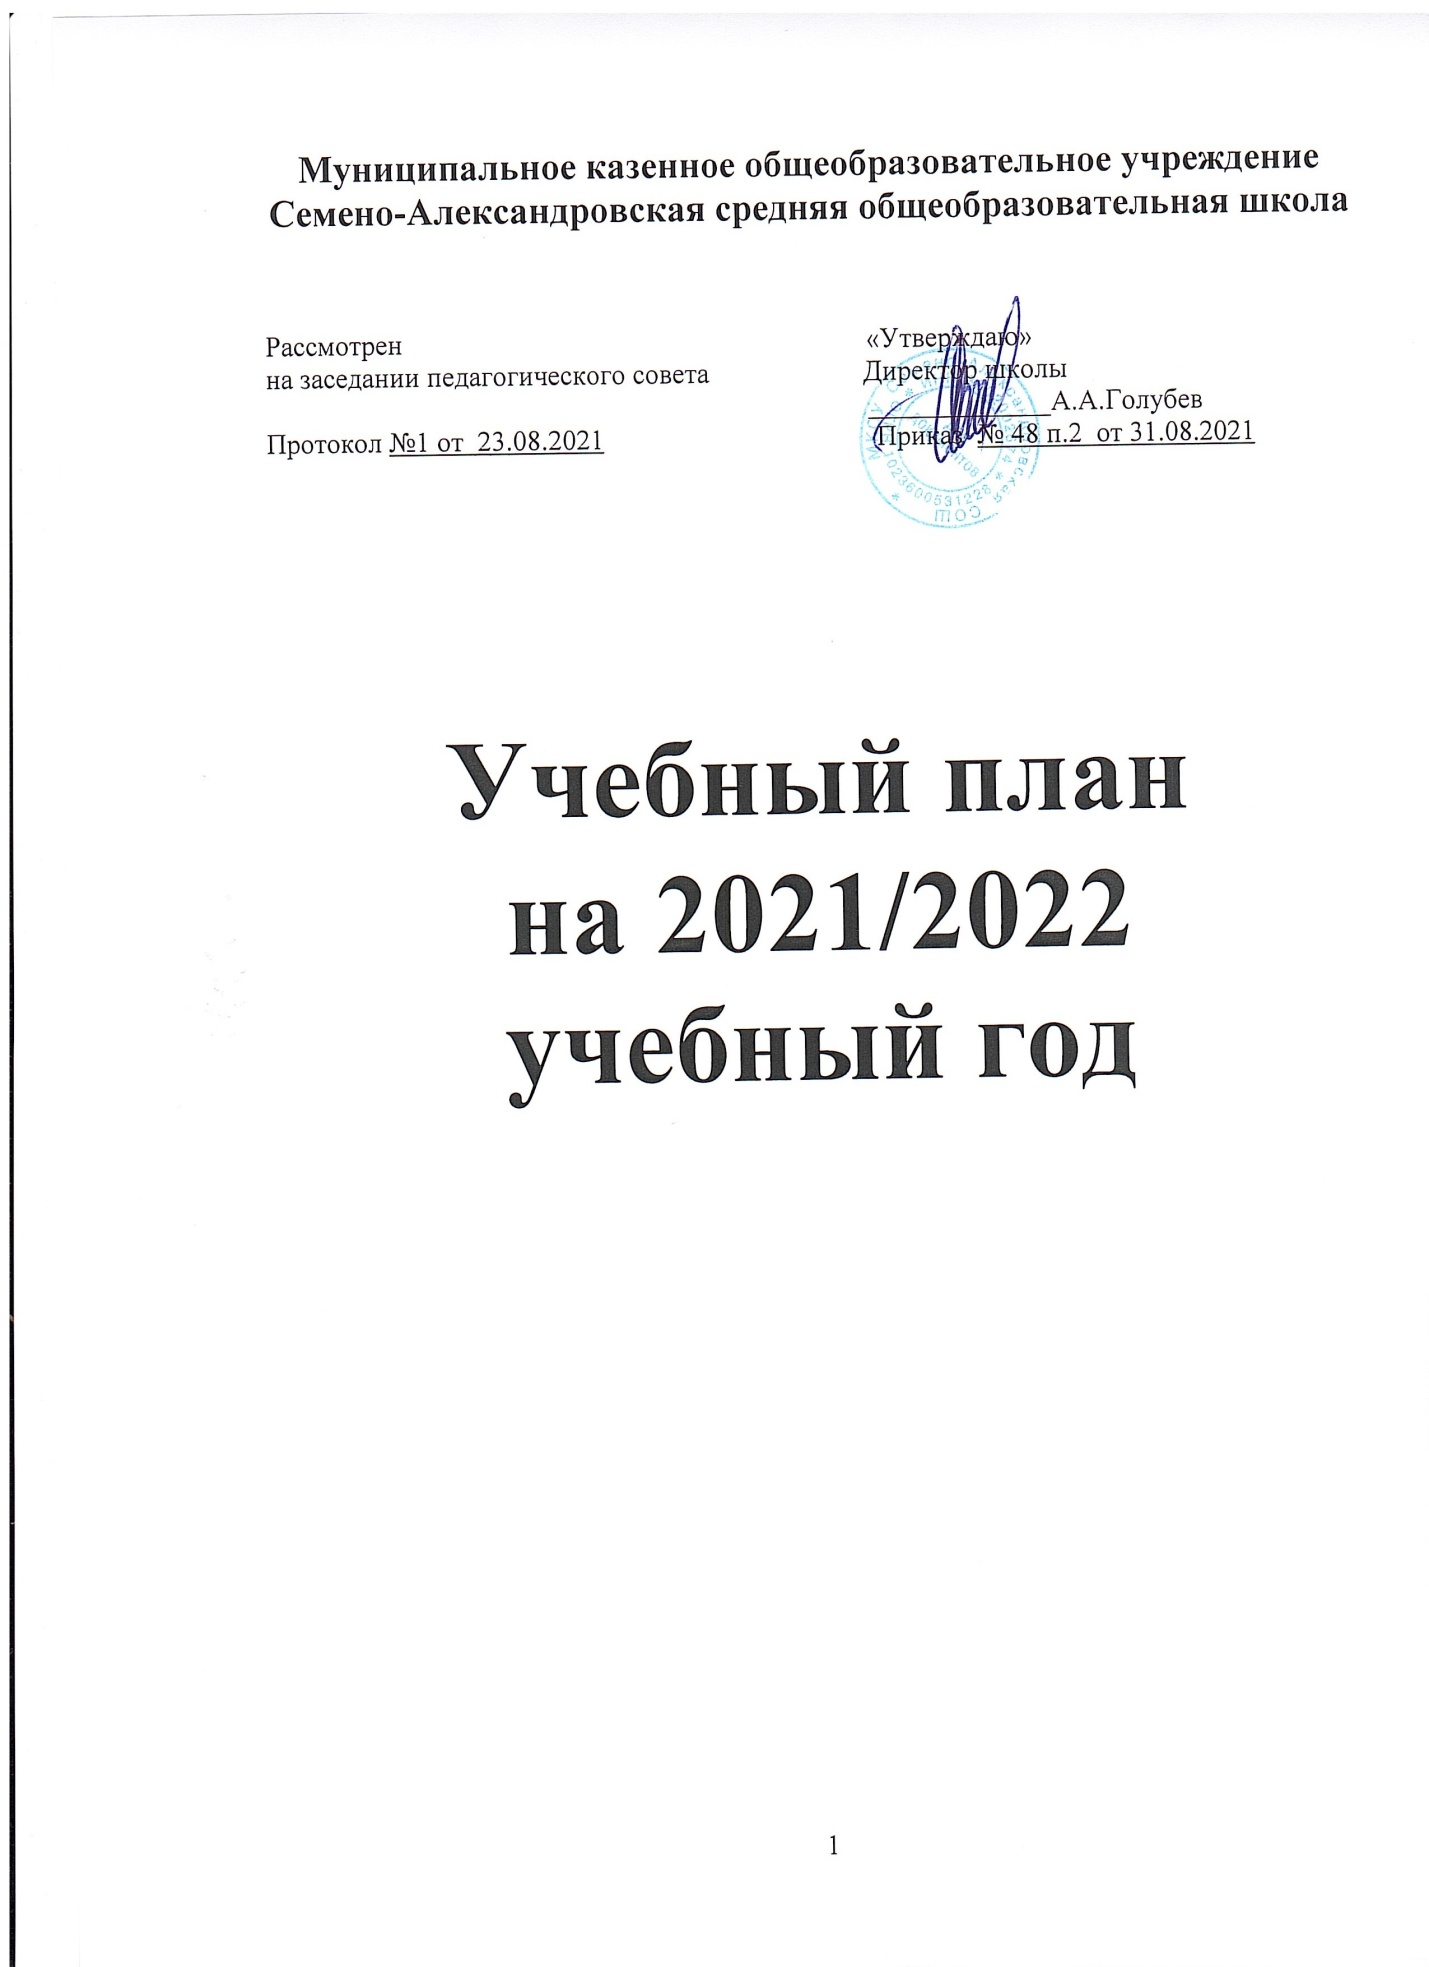 Муниципальное казенное общеобразовательное учреждение
Семено-Александровская средняя общеобразовательная школа
Рассмотрен
на заседании педагогического совета
Протокол №1 от 23.08.2021
«Утверждаю»
Директор школы
А.А.Голубев
Приказ № 48 п.2 от 31.08.2021
1023600531228
СОШ
Учебный план
на 2021/2022
учебный год
1